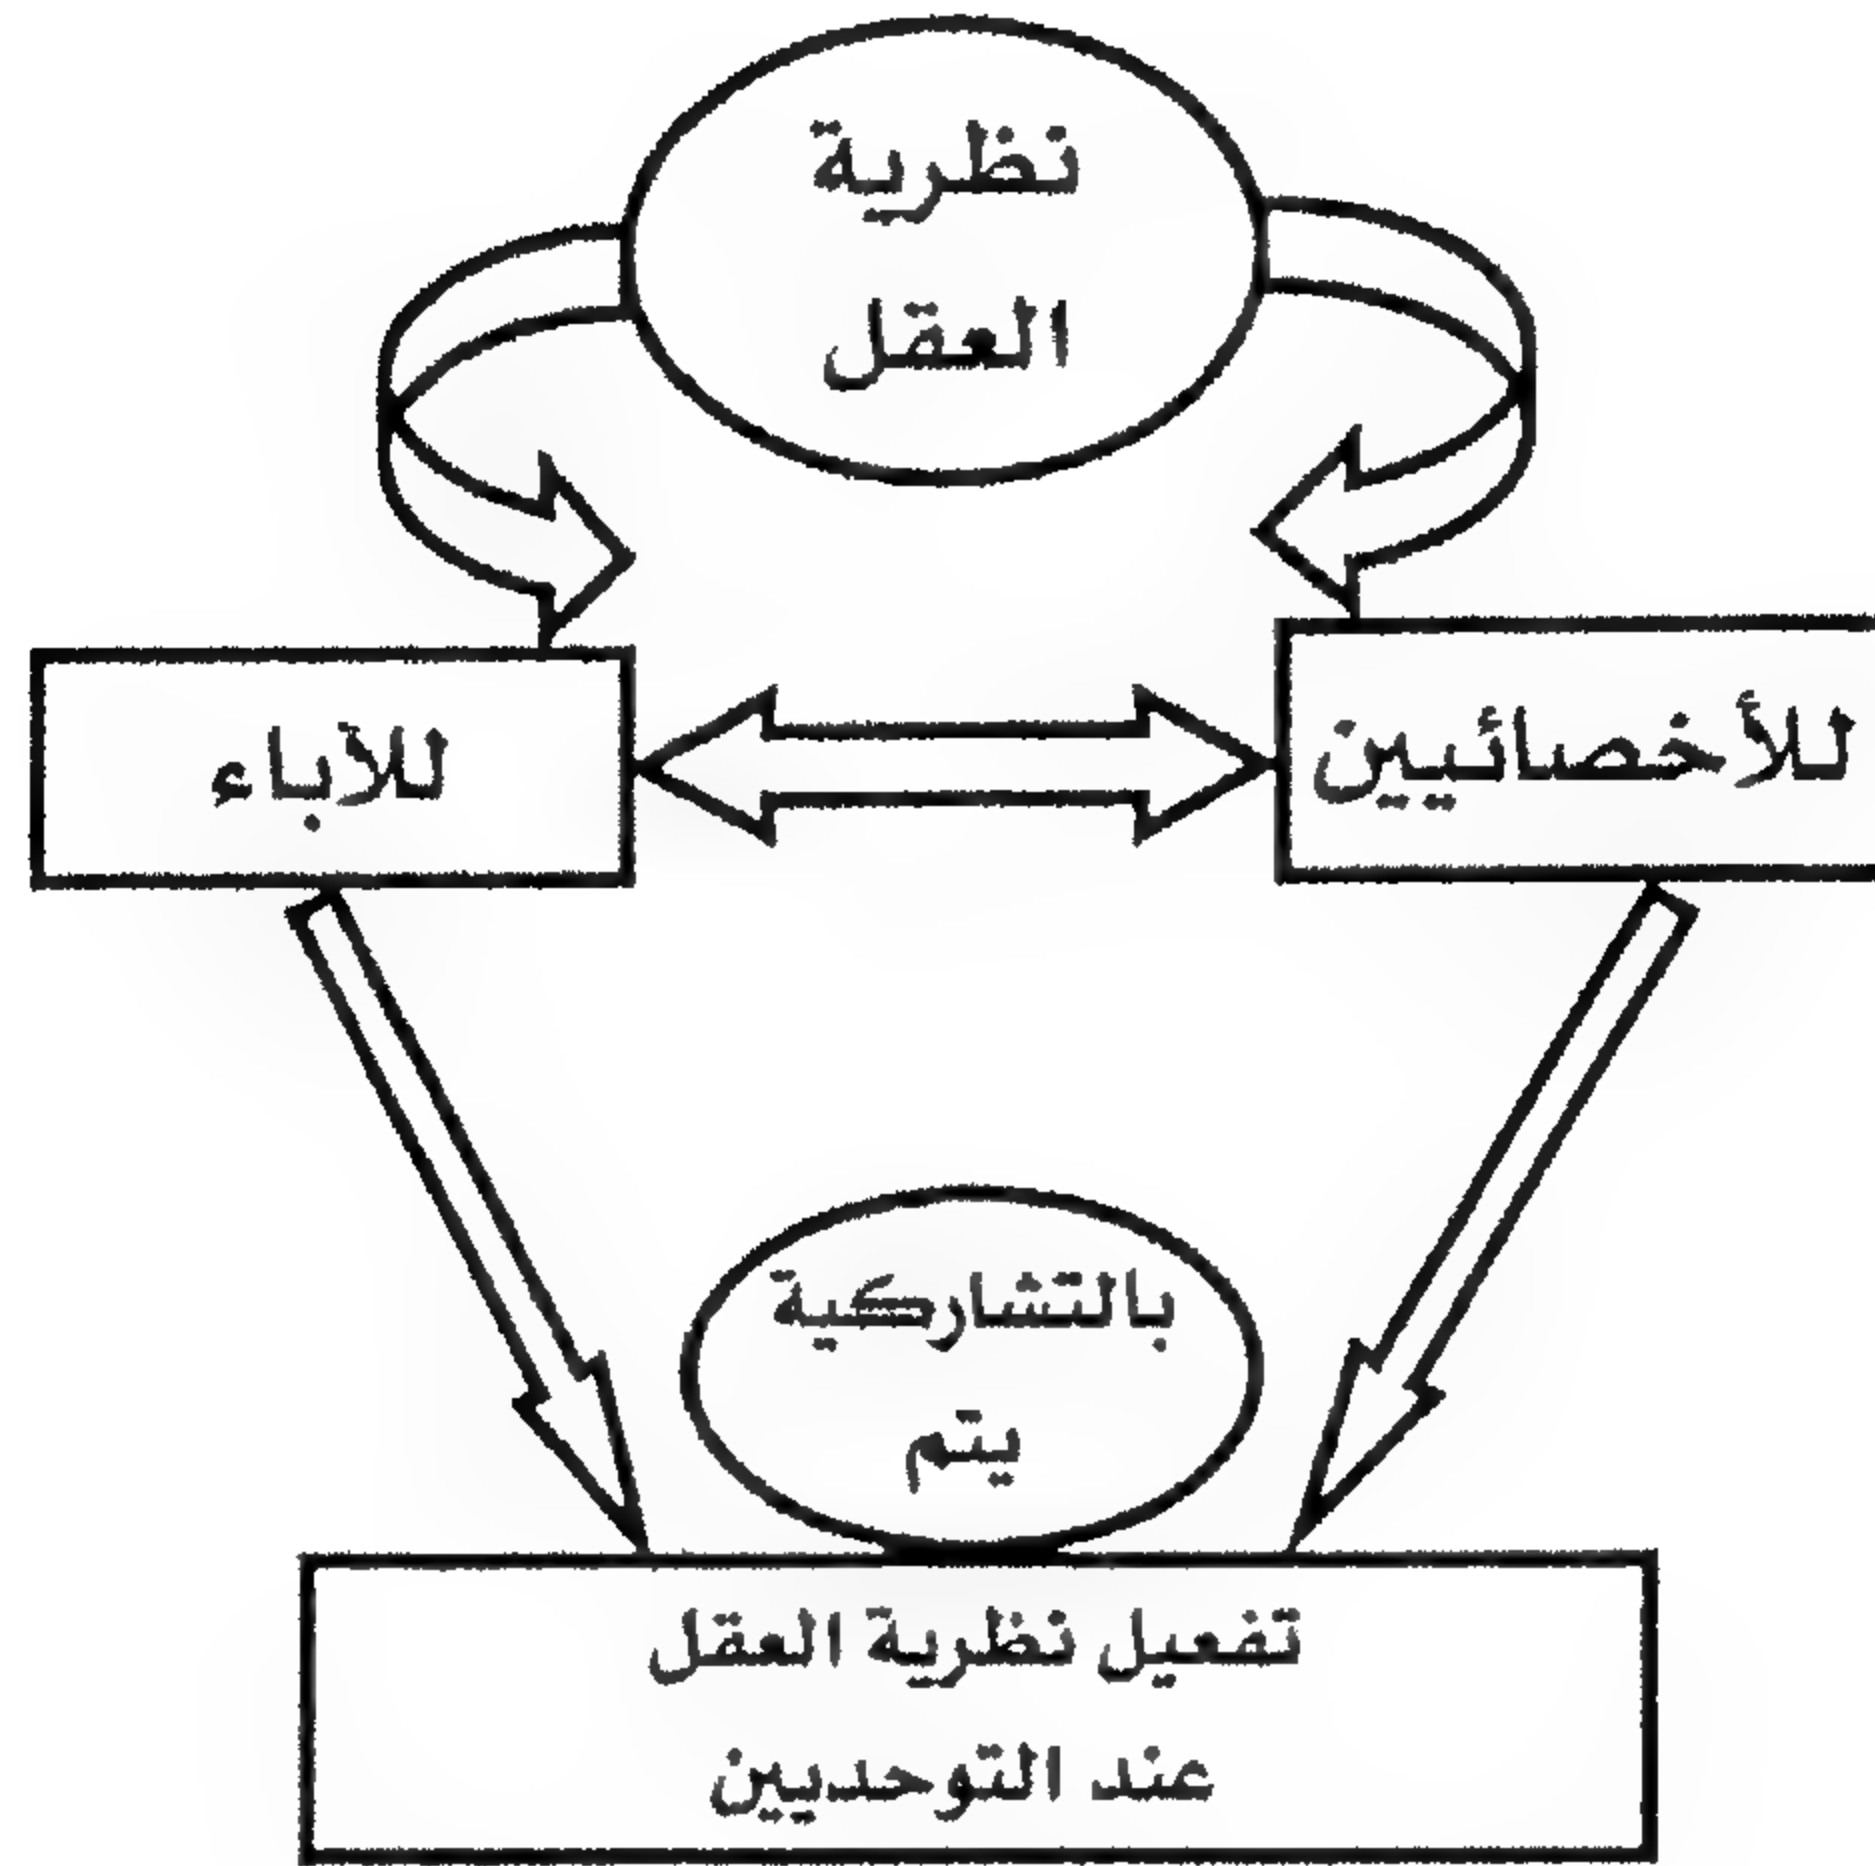 نظرية
العقل
للأخصائيين
للآباء
بالتشاركية
يتم
تفعيل نظرية العقل
عند التوحديين